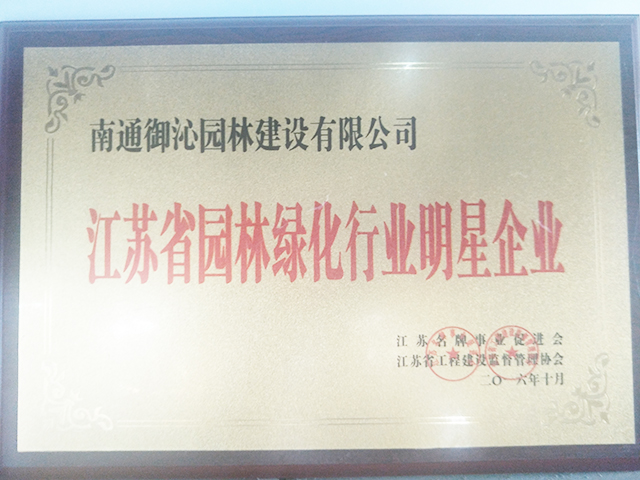 南通御沁园林建设有限公司
江苏省园林绿化行业明星企业
江苏名牌事业促进会
江苏省工程建设监督管理协会
二〇一六年十月